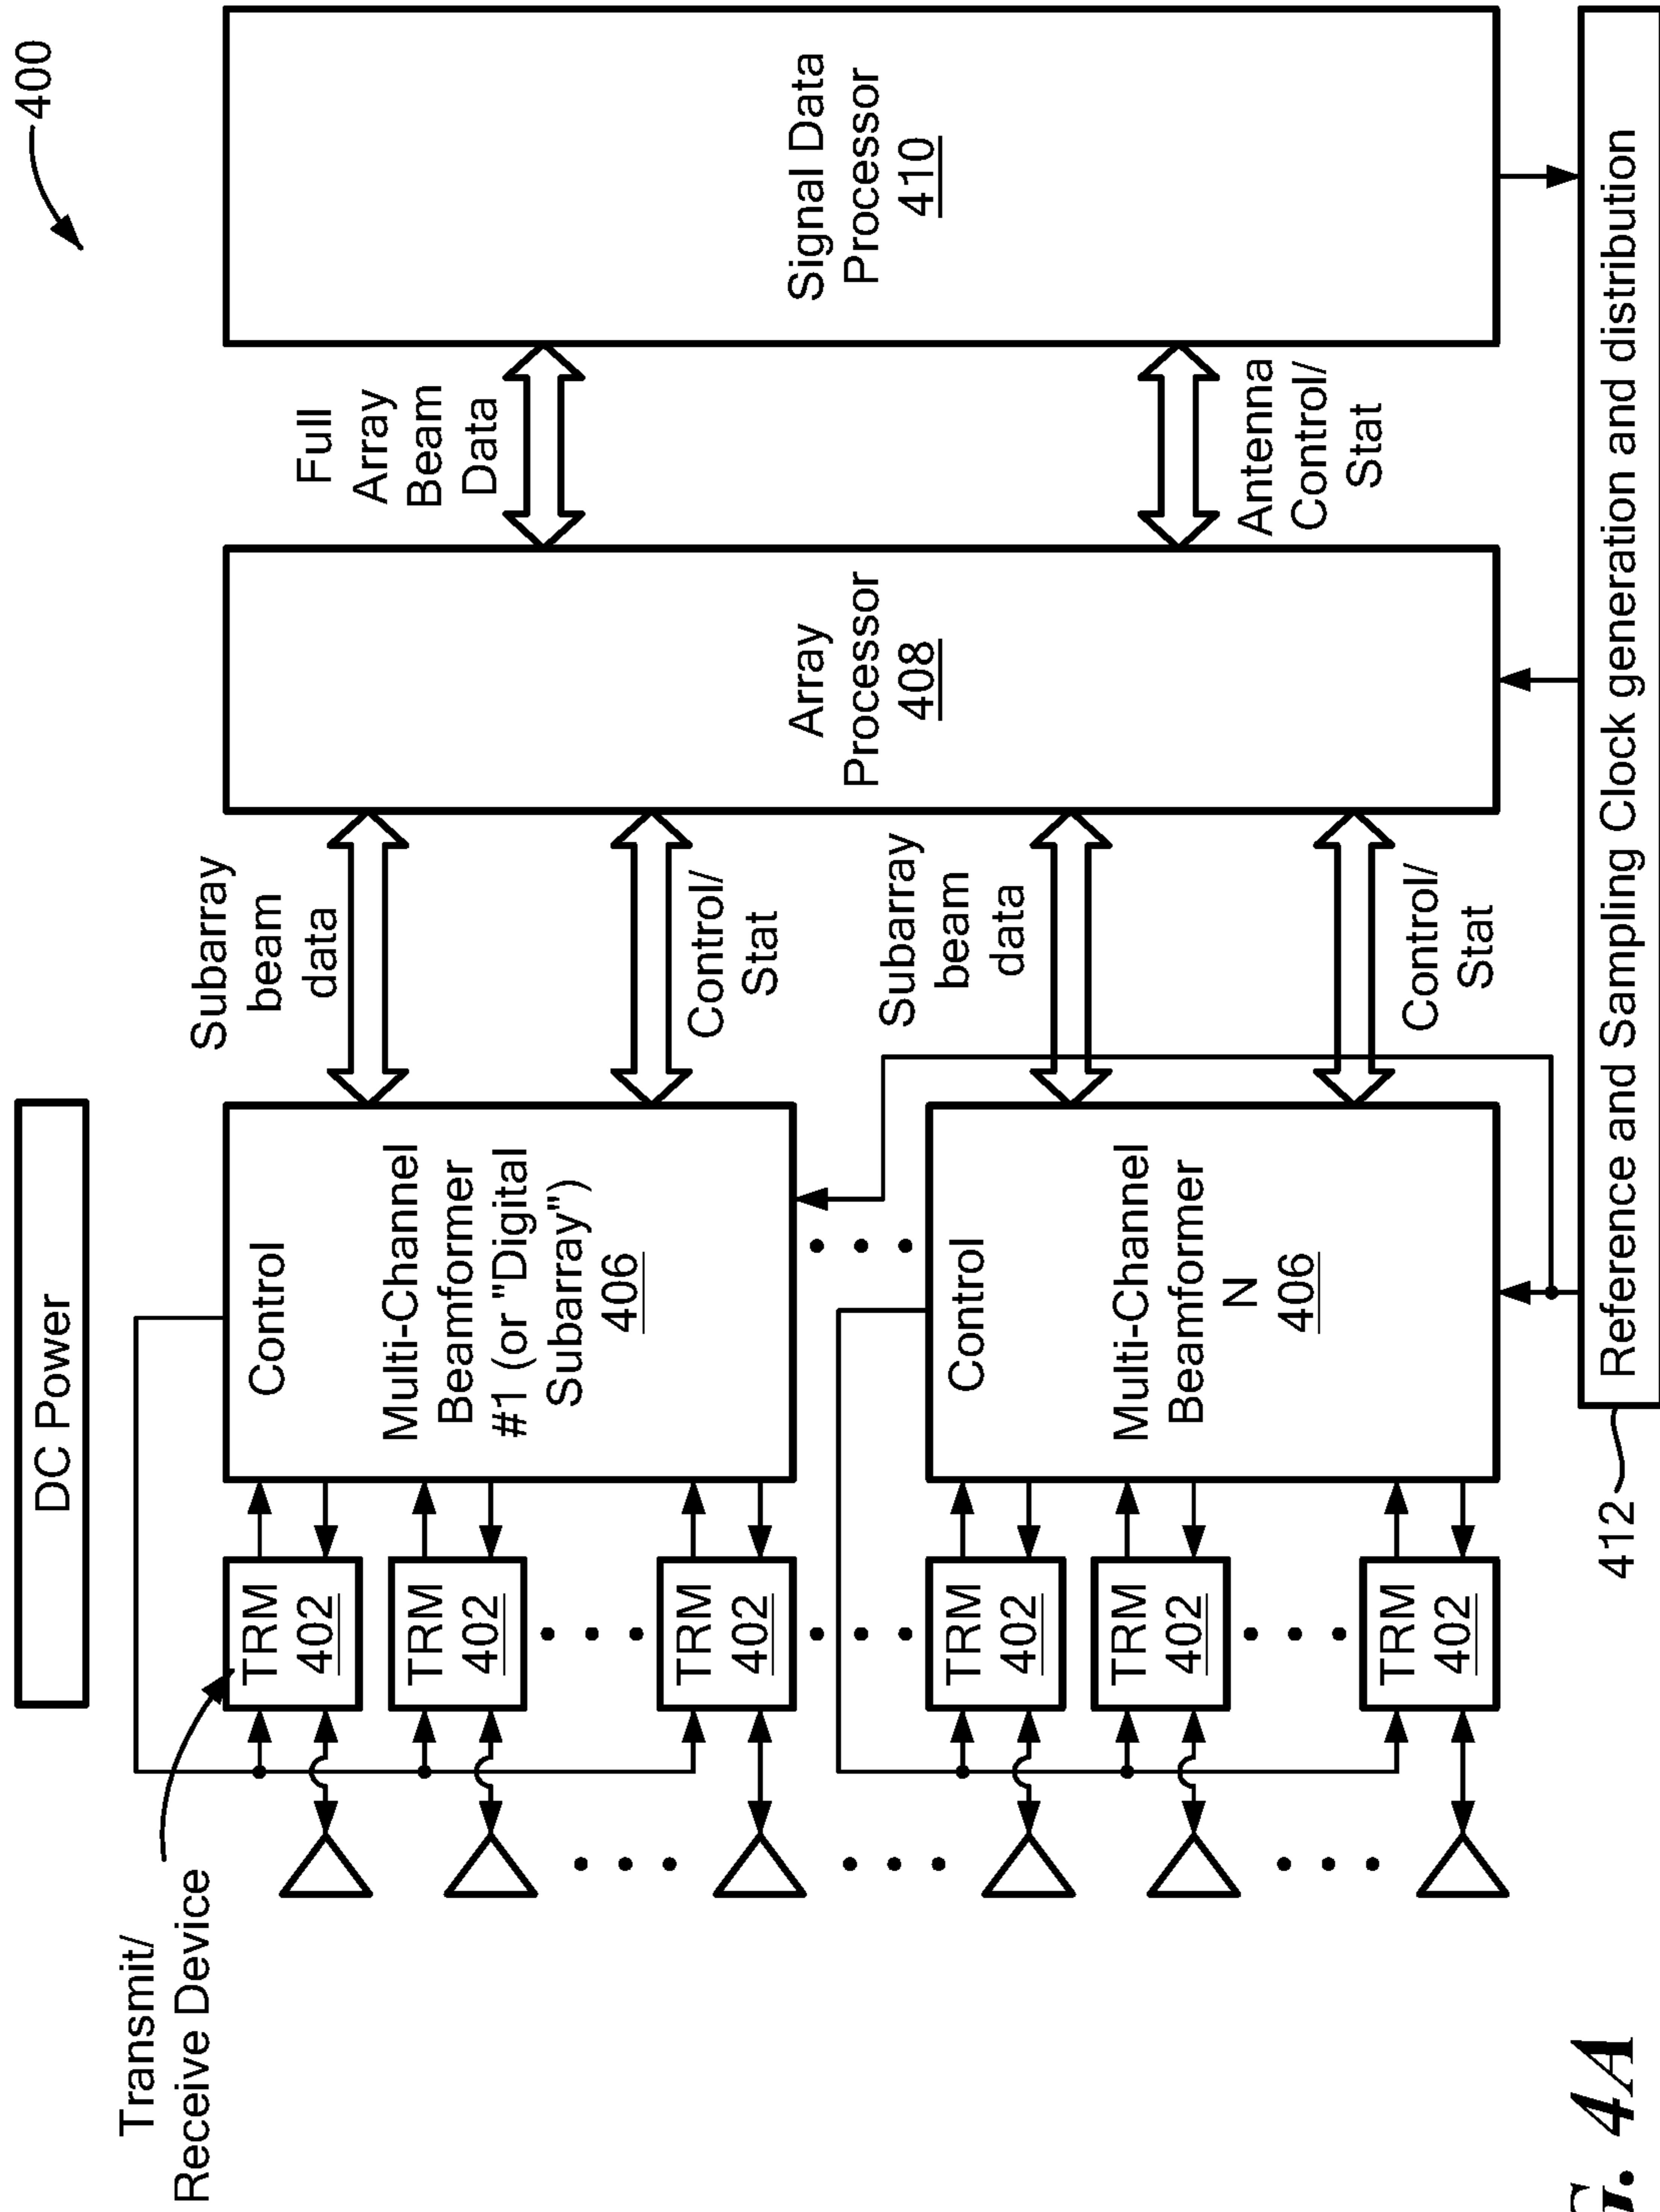 400
DC Power
Transmit/
Receive Device
TRM
402
TRM
402
TRM
402
TRM
402
TRM
402
TRM
402
Control
Multi-Channel
Beamformer
#1 (or "Digital
Subarray")
406
Control
Multi-Channel
Beamformer
N
406
Subarray
beam
data
Control/
Stat
Subarray
beam
data
Control/
Stat
Array
Processor
408
Full
Array
Beam
Data
Antenna
Control/
Stat
Signal Data
Processor
410
412
Reference and Sampling Clock generation and distribution
4A